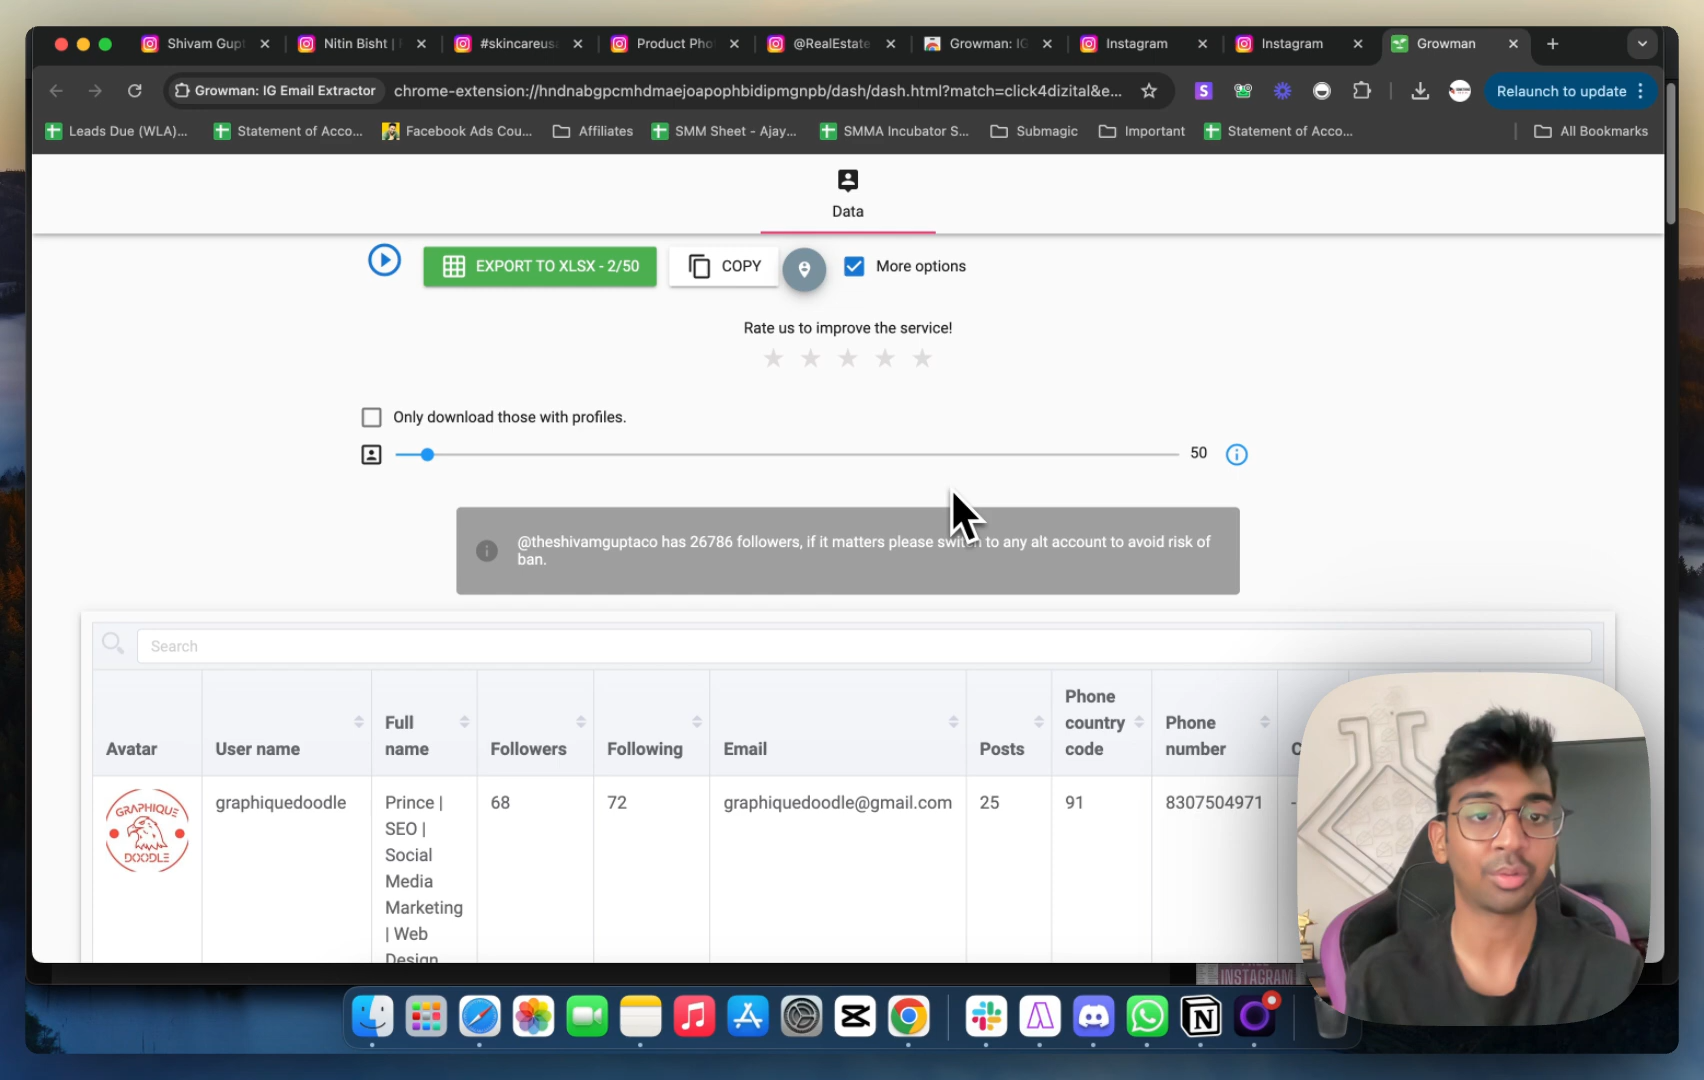 Shivam Gupt
Nitin Bisht |
#skincareusa
Product Pho
@RealEstate
Growman: IG
Instagram
Instagram
Growman
Growman: IG Email Extractor
chrome-extension://hndnabgpcmhdmaejoapophbidipmgnpb/dash/dash.html?match=click4dizital&e...
S
Relaunch to update
Leads Due (WLA)...
Statement of Acco...
Facebook Ads Cou...
Affiliates
SMM Sheet - Ajay...
SMMA Incubator S...
Submagic
Important
Statement of Acco...
All Bookmarks
Data
EXPORT TO XLSX - 2/50
COPY
More options
Rate us to improve the service!
Only download those with profiles.
50
@theshivamguptaco has 26786 followers, if it matters please switch to any alt account to avoid risk of
ban.
Search
Avatar
User name
Full
name
Followers
Following
Email
Posts
Phone
country
code
Phone
number
C
GRAPHIQUE
DOODLE
graphiquedoodle
Prince |
SEO |
Social
Media
Marketing
| Web
Design
68
72
graphiquedoodle@gmail.com
25
91
8307504971
-
INSTAGRAM